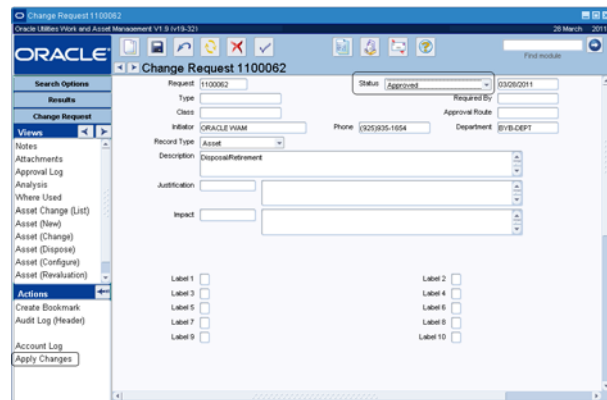 Change Request 1100062
Oracle Utilities Work and Asset Management V1.9 (v19-32) 28 March 2011
ORACLE
Find module
Change Request 1100062
Search Options
Results
Change Request
Views
Notes
Attachments
Approval Log
Analysis
Where Used
Asset Change (List)
Asset (New)
Asset (Change)
Asset (Dispose)
Asset (Configure)
Asset (Revaluation)
Actions
Create Bookmark
Audit Log (Header)
Account Log
Apply Changes
Request 1100062 Status Approved 03/28/2011
Type Required By
Class Approval Route
Initiator ORACLE WAM Phone (925)935-1654 Department BYB-DEPT
Record Type Asset
Description Disposal/Retirement
Justification
Impact
Label 1 Label 2
Label 3 Label 4
Label 5 Label 6
Label 7 Label 8
Label 9 Label 10